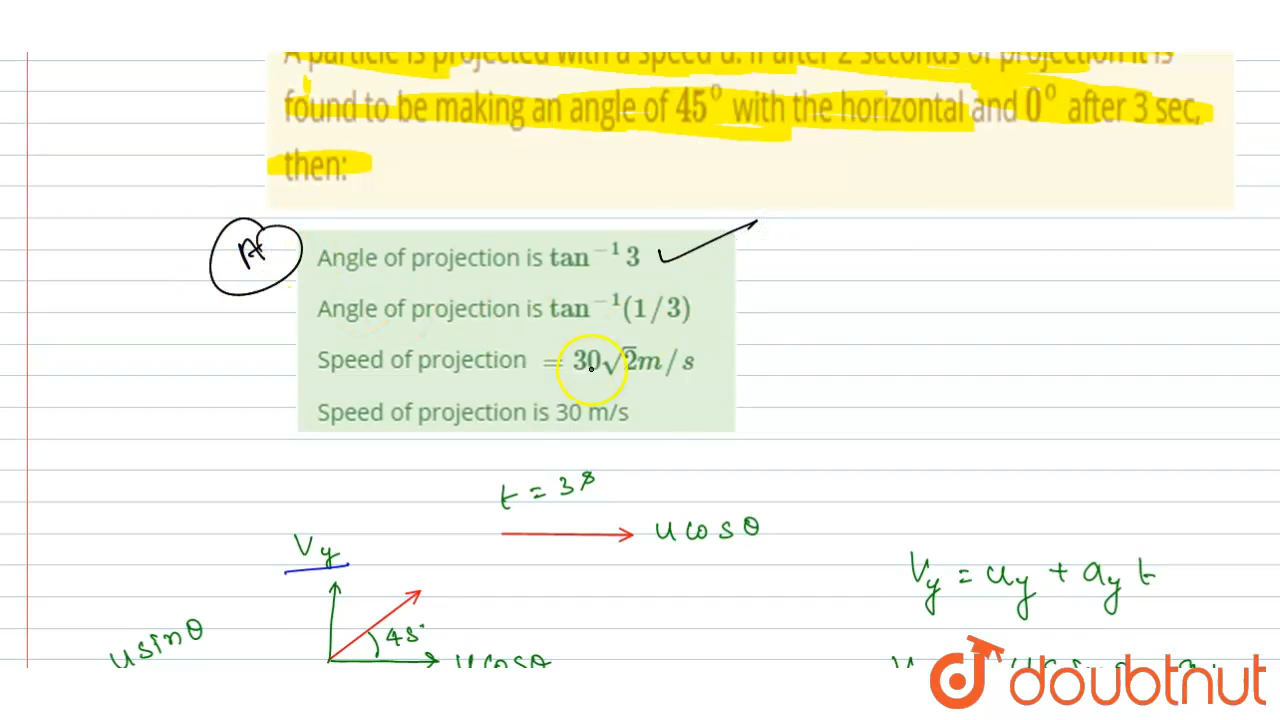 A particle is projected with a speed u. If after 2 seconds of projection it is
found to be making an angle of 45° with the horizontal and 0° after 3 sec,
then:
A
Angle of projection is tan⁻¹ 3
Angle of projection is tan⁻¹(1/3)
Speed of projection = 30√2m/s
Speed of projection is 30 m/s
t = 3s
u cos θ
Vy
Vy = uy + ay t
45°
u sin θ
u cos θ
doubtnut